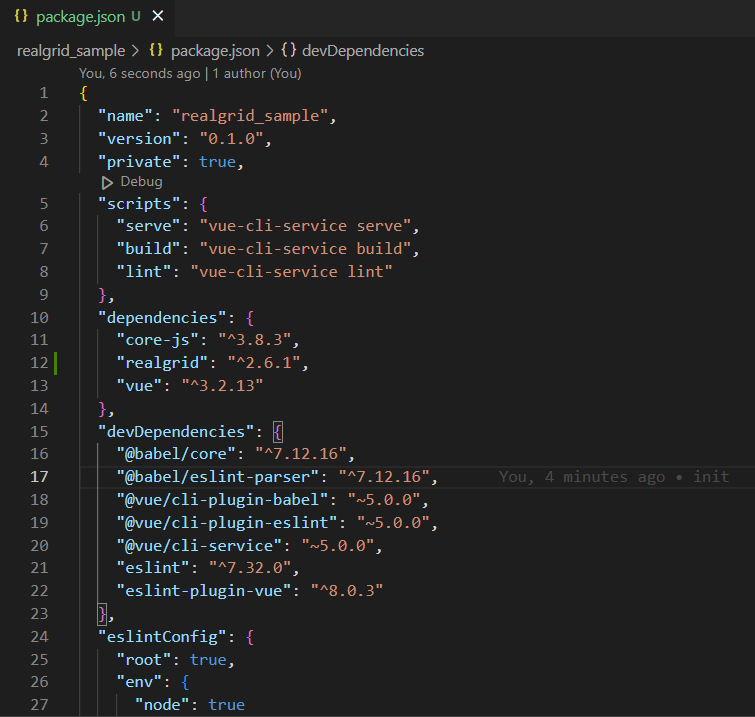 {} package.json U ×
realgrid_sample > {} package.json > {} devDependencies
You, 6 seconds ago | 1 author (You)
1 {
2 "name": "realgrid_sample",
3 "version": "0.1.0",
4 "private": true,
Debug
5 "scripts": {
6 "serve": "vue-cli-service serve",
7 "build": "vue-cli-service build",
8 "lint": "vue-cli-service lint"
9 },
10 "dependencies": {
11 "core-js": "^3.8.3",
12 "realgrid": "^2.6.1",
13 "vue": "^3.2.13"
14 },
15 "devDependencies": {
16 "@babel/core": "^7.12.16",
17 "@babel/eslint-parser": "^7.12.16", You, 4 minutes ago • init
18 "@vue/cli-plugin-babel": "~5.0.0",
19 "@vue/cli-plugin-eslint": "~5.0.0",
20 "@vue/cli-service": "~5.0.0",
21 "eslint": "^7.32.0",
22 "eslint-plugin-vue": "^8.0.3"
23 },
24 "eslintConfig": {
25 "root": true,
26 "env": {
27 "node": true